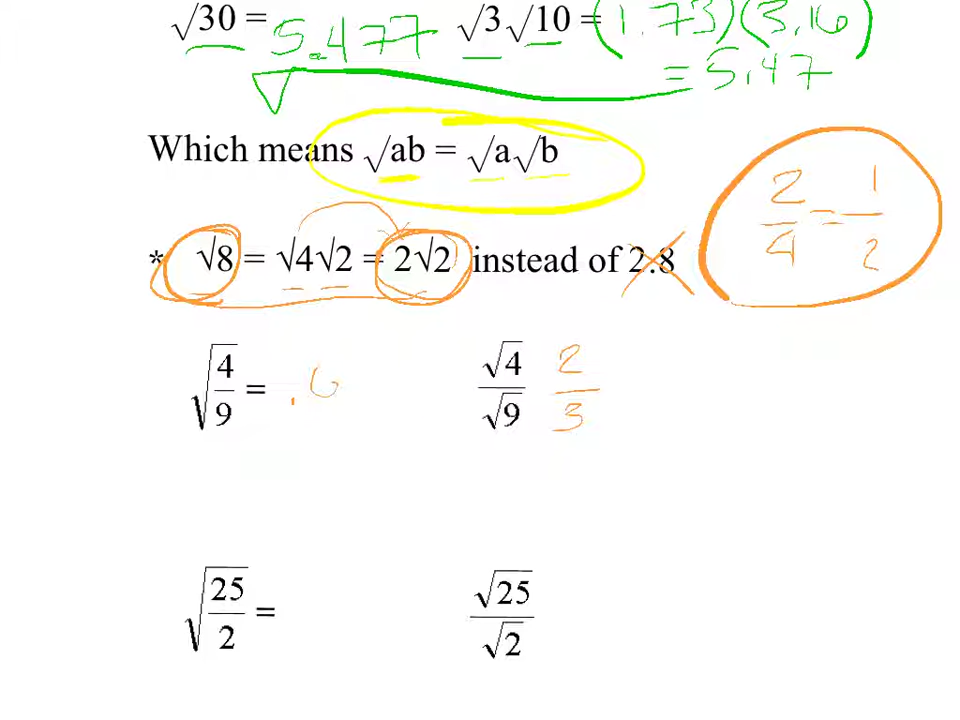 √30 = 5.477 √3√10 = (1.73)(3.16)
= 5.47
Which means √ab = √a√b
2/4 = 1/2
* √8 = √4√2 = 2√2 instead of 2.8
√(4/9) = .6 √4/√9 2/3
√(25/2) = √25/√2